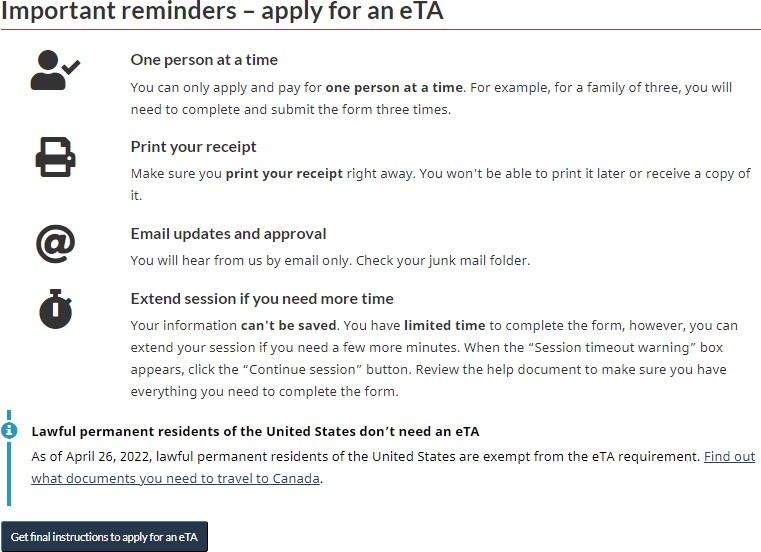 Important reminders – apply for an eTA
One person at a time
You can only apply and pay for one person at a time. For example, for a family of three, you will
need to complete and submit the form three times.
Print your receipt
Make sure you print your receipt right away. You won't be able to print it later or receive a copy of
it.
Email updates and approval
You will hear from us by email only. Check your junk mail folder.
Extend session if you need more time
Your information can't be saved. You have limited time to complete the form, however, you can
extend your session if you need a few more minutes. When the “Session timeout warning” box
appears, click the “Continue session” button. Review the help document to make sure you have
everything you need to complete the form.
Lawful permanent residents of the United States don’t need an eTA
As of April 26, 2022, lawful permanent residents of the United States are exempt from the eTA requirement. Find out
what documents you need to travel to Canada.
Get final instructions to apply for an eTA